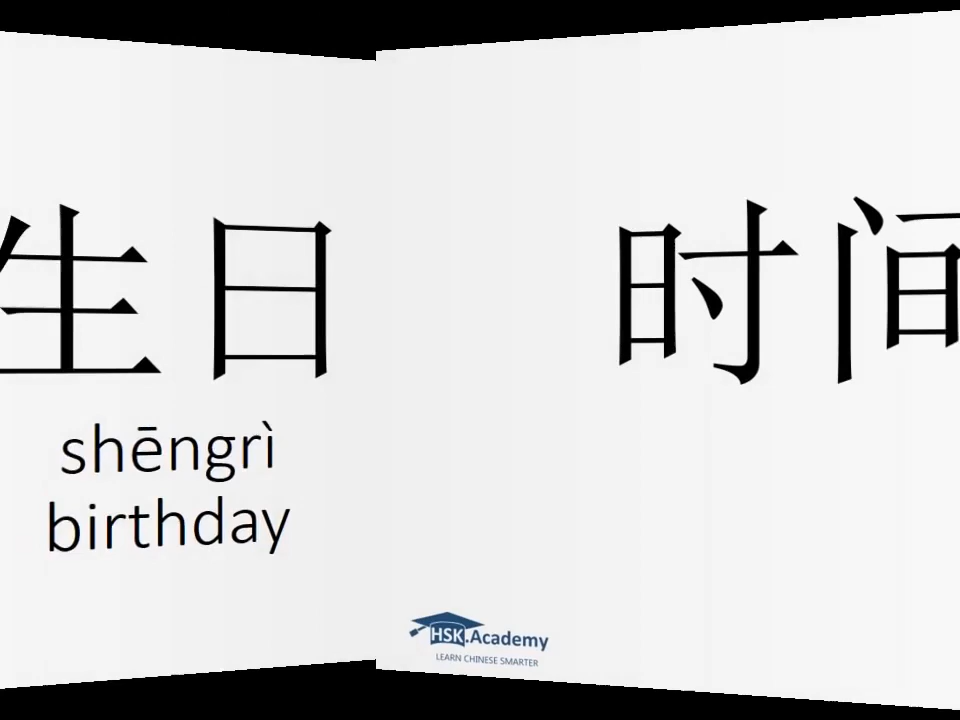 生日
shēngrì
birthday
时间
HSK.Academy
LEARN CHINESE SMARTER